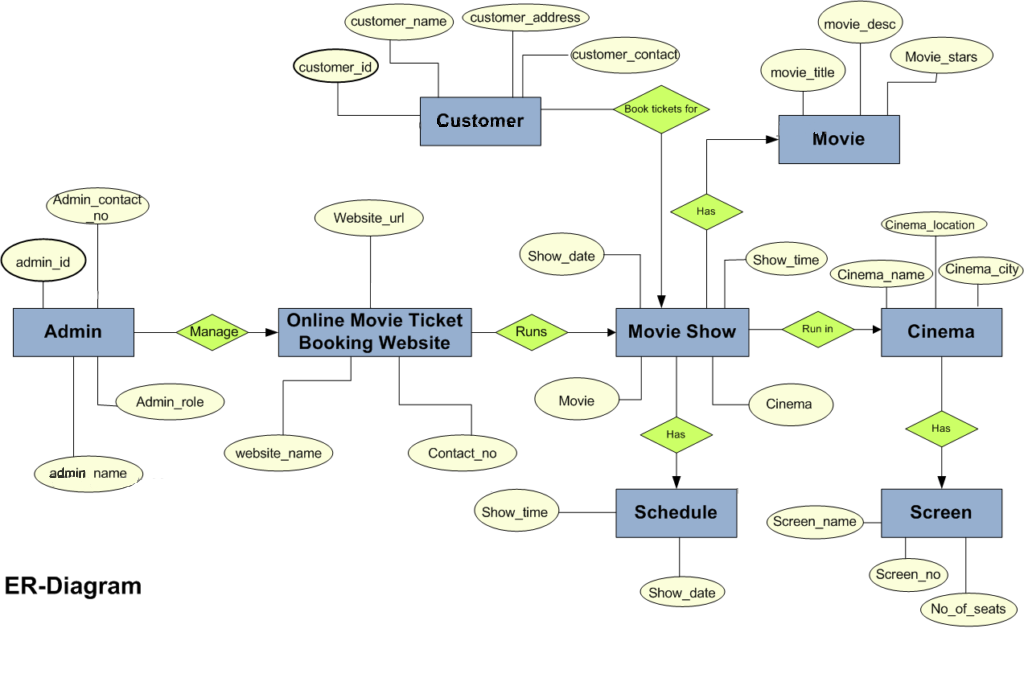 customer_name
customer_address
movie_desc
customer_id
customer_contact
movie_title
Movie_stars
Customer
Book tickets for
Movie
Admin_contact
_no
Website_url
Has
Cinema_location
admin_id
Show_date
Show_time
Cinema_name
Cinema_city
Admin
Manage
Online Movie Ticket
Booking Website
Runs
Movie Show
Run in
Cinema
Admin_role
Movie
Cinema
admin name
website_name
Contact_no
Has
Has
Show_time
Schedule
Screen_name
Screen
Screen_no
Show_date
No_of_seats
ER-Diagram